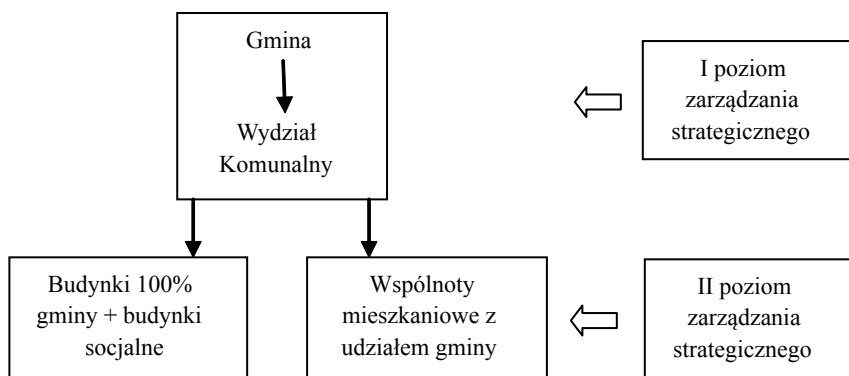 Gmina
Wydział
Komunalny
I poziom
zarządzania
strategicznego
Budynki 100%
gminy + budynki
socjalne
Wspólnoty
mieszkaniowe z
udziałem gminy
II poziom
zarządzania
strategicznego